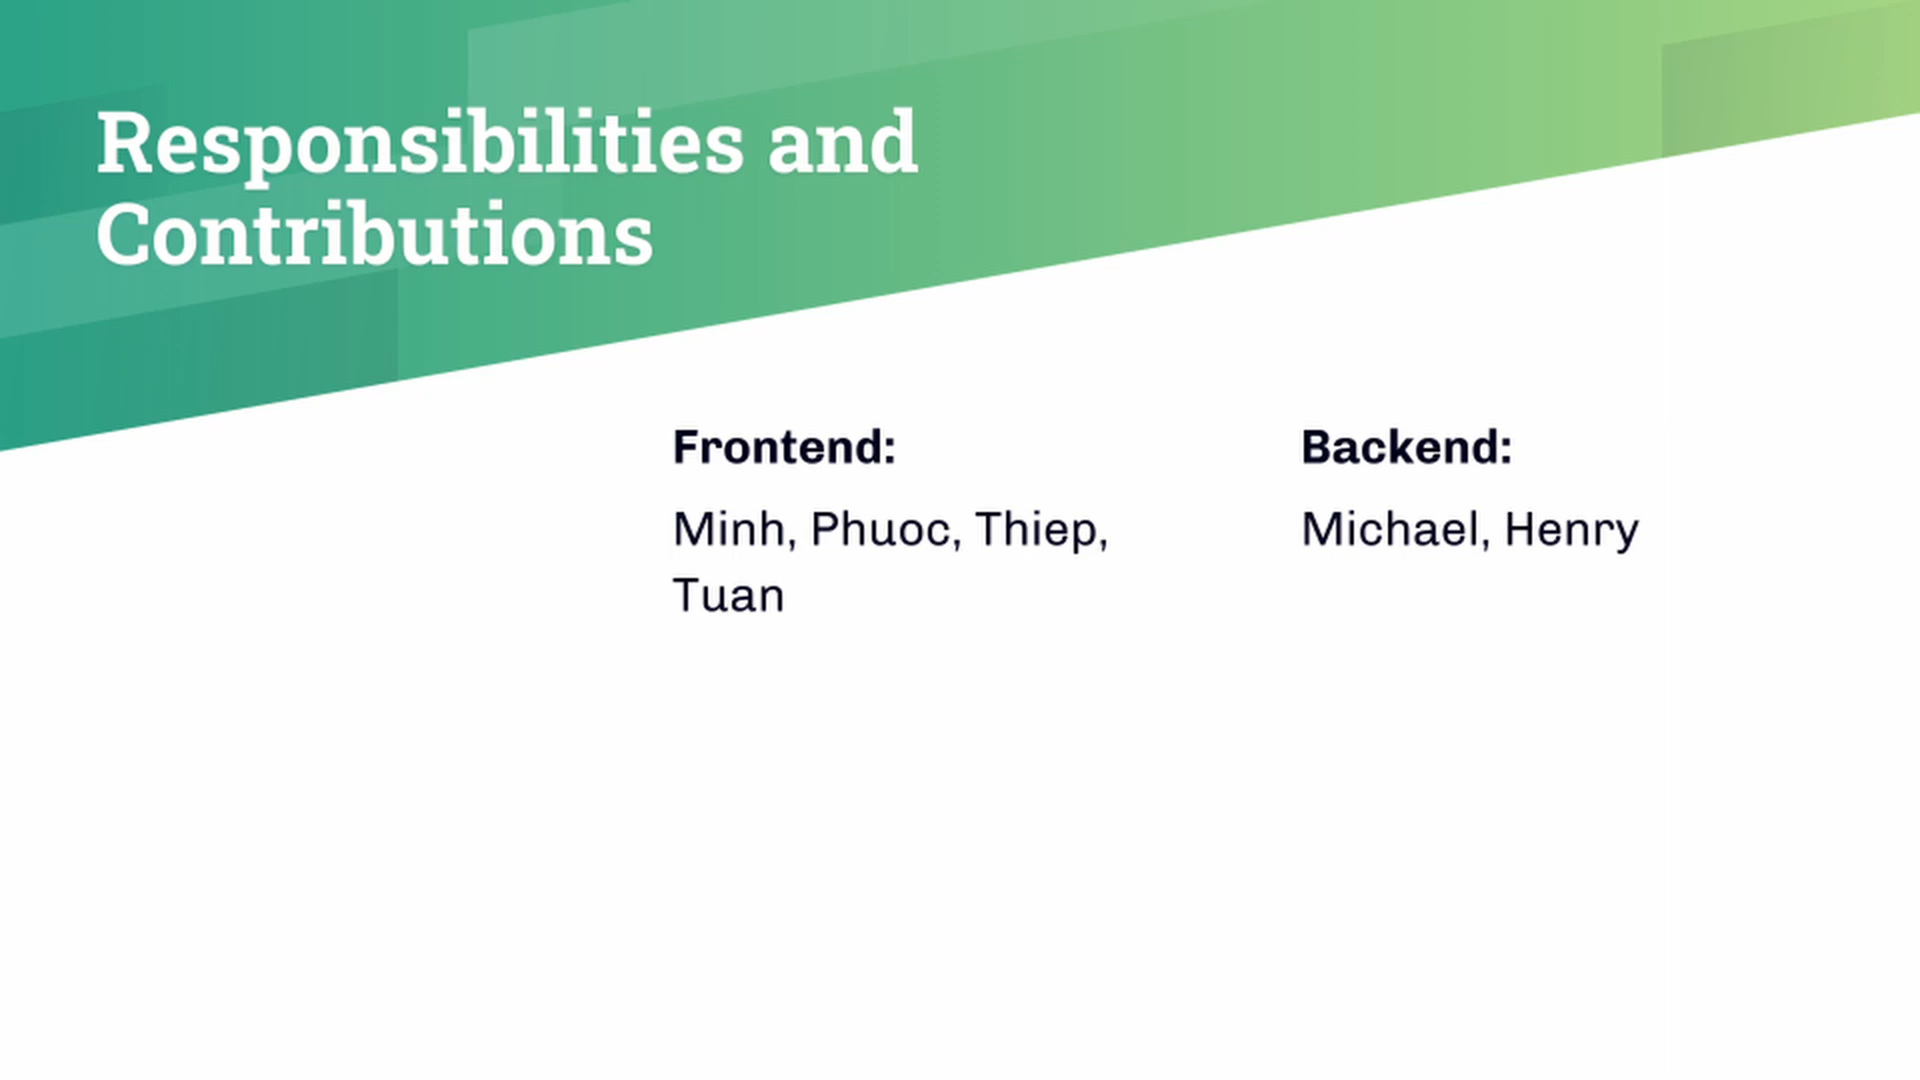 Responsibilities and
Contributions
Frontend:
Minh, Phuoc, Thiep,
Tuan
Backend:
Michael, Henry